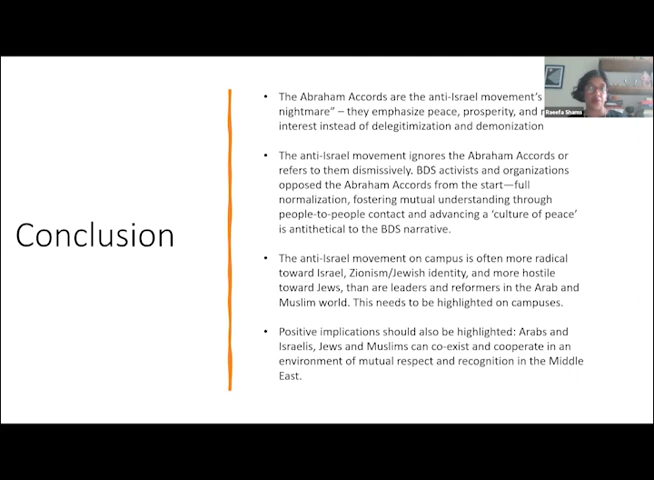 Conclusion
• The Abraham Accords are the anti-Israel movement's
nightmare" – they emphasize peace, prosperity, and
interest instead of delegitimization and demonization
• The anti-Israel movement ignores the Abraham Accords or
refers to them dismissively. BDS activists and organizations
opposed the Abraham Accords from the start—full
normalization, fostering mutual understanding through
people-to-people contact and advancing a 'culture of peace'
is antithetical to the BDS narrative.
• The anti-Israel movement on campus is often more radical
toward Israel, Zionism/Jewish identity, and more hostile
toward Jews, than are leaders and reformers in the Arab and
Muslim world. This needs to be highlighted on campuses.
• Positive implications should also be highlighted: Arabs and
Israelis, Jews and Muslims can co-exist and cooperate in an
environment of mutual respect and recognition in the Middle
East.
Raeefa Shams